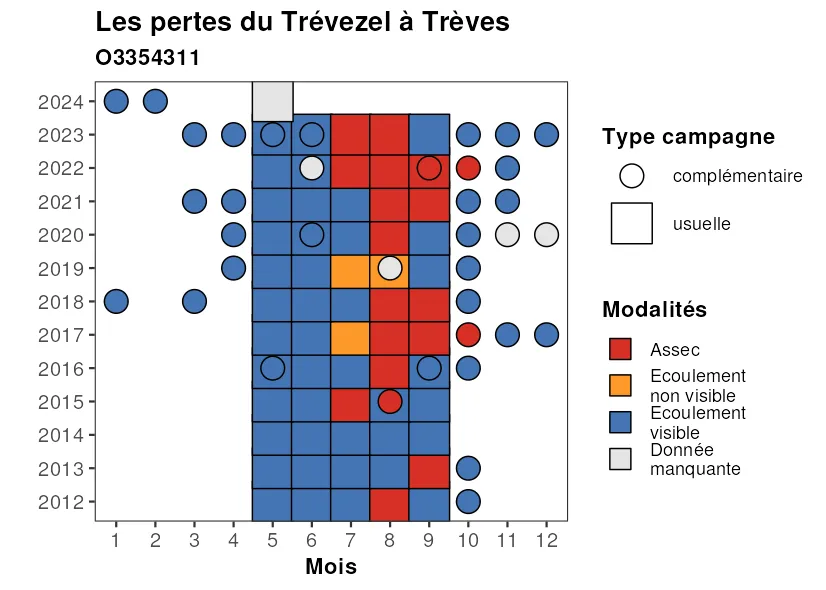 Les pertes du Trévezel à Trèves
O3354311
2024
2023
2022
2021
2020
2019
2018
2017
2016
2015
2014
2013
2012
1 2 3 4 5 6 7 8 9 10 11 12
Mois
Type campagne
complémentaire
usuelle
Modalités
Assec
Ecoulement
non visible
Ecoulement
visible
Donnée
manquante